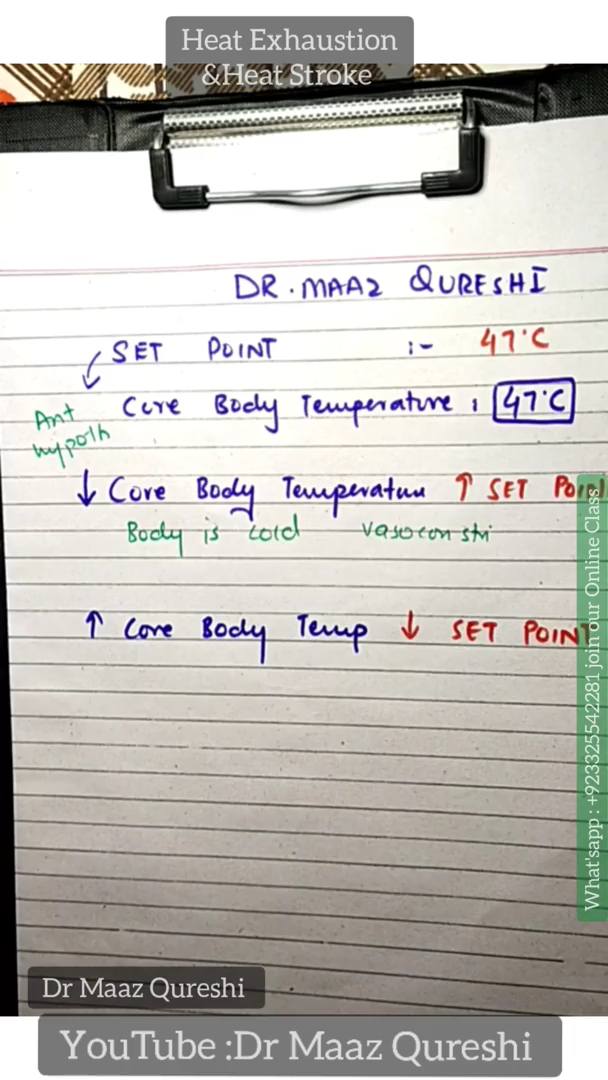 Heat Exhaustion
&Heat Stroke
DR. MAAZ QURESHI
SET POINT :- 47°C
Core Body Temperature : 47°C
Ant
hypoth
↓ Core Body Temperature ↑ SET Point
Body is cold vasoconstri
↑ Core Body Temp ↓ SET POINT
What'sapp : +923325542281 join our Online Class
Dr Maaz Qureshi
YouTube :Dr Maaz Qureshi